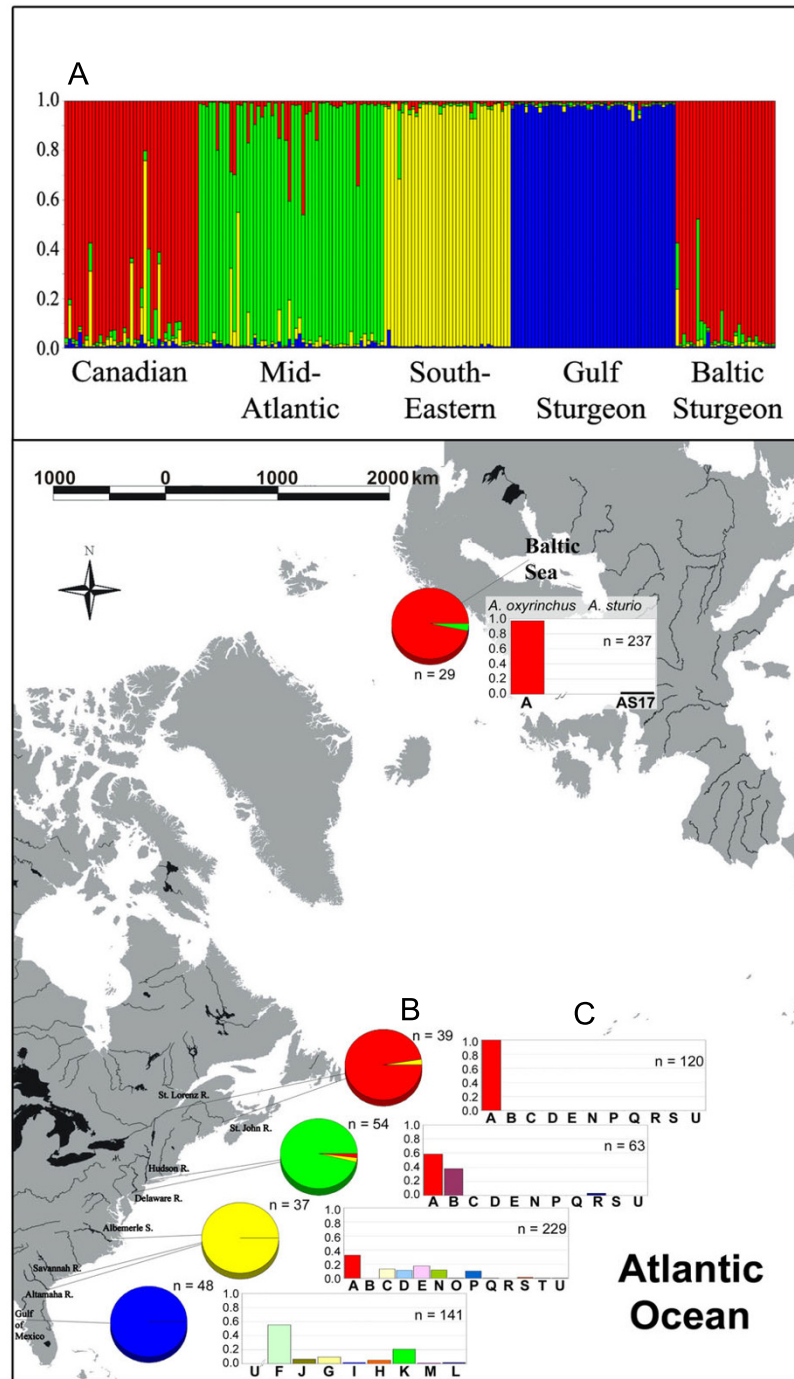 A
1.0
0.8
0.6
0.4
0.2
0.0
Canadian
Mid-
Atlantic
South-
Eastern
Gulf
Sturgeon
Baltic
Sturgeon
1000 0 1000 2000 km
N
Baltic
Sea
A. oxyrinchus A. sturio
1.0
0.8
0.6
0.4
0.2
0.0
n = 237
A AS17
n = 29
B
C
n = 39
1.0
0.8
0.6
0.4
0.2
0.0
n = 120
A B C D E N P Q R S U
St. Lorenz R.
St. John R.
n = 54
1.0
0.8
0.6
0.4
0.2
0.0
n = 63
A B C D E N P Q R S U
Hudson R.
Delaware R.
n = 37
1.0
0.8
0.6
0.4
0.2
0.0
n = 229
A B C D E N O P Q R S T U
Albemerle S.
Savannah R.
Altamaha R.
Gulf
of
Mexico
n = 48
1.0
0.8
0.6
0.4
0.2
0.0
n = 141
U F J G I H K M L
Atlantic
Ocean